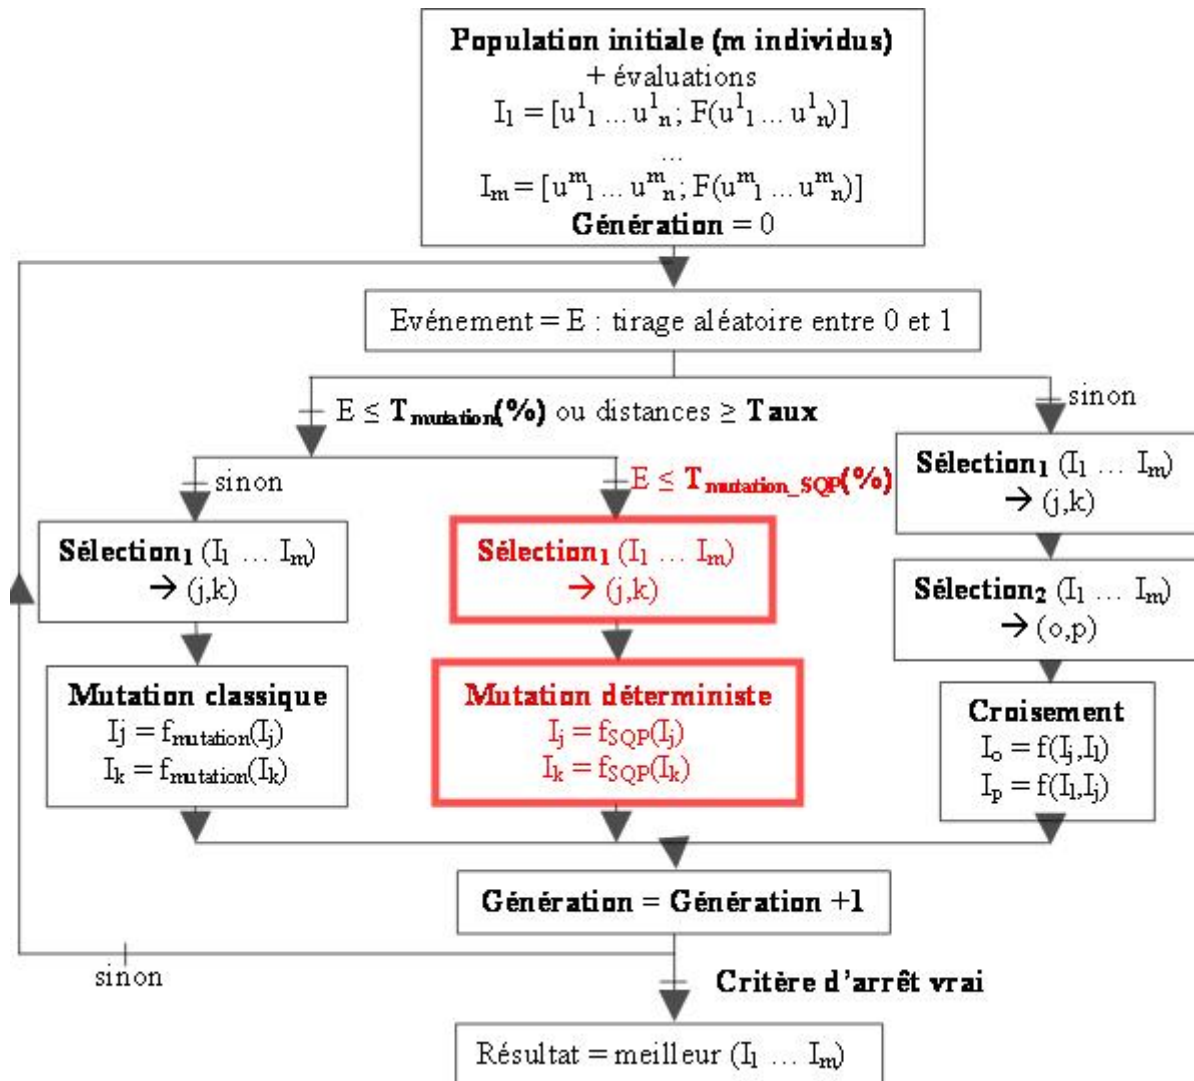 Population initiale (m individus)
+ évaluations
I₁ = [u¹₁ ... u¹ₙ; F(u¹₁ ... u¹ₙ)]
...
Iₘ = [uᵐ₁ ... uᵐₙ; F(uᵐ₁ ... uᵐₙ)]
Génération = 0
Evénement = E : tirage aléatoire entre 0 et 1
E ≤ Tmutation(%) ou distances ≥ Taux
sinon
sinon
E ≤ Tmutation_SQP(%)
Sélection₁ (I₁ ... Iₘ)
→ (j,k)
Mutation classique
Ij = fmutation(Ij)
Ik = fmutation(Ik)
Sélection₁ (I₁ ... Iₘ)
→ (j,k)
Mutation déterministe
Ij = fSQP(Ij)
Ik = fSQP(Ik)
Sélection₁ (I₁ ... Iₘ)
→ (j,k)
Sélection₂ (I₁ ... Iₘ)
→ (o,p)
Croisement
Io = f(Ij,Il)
Ip = f(Il,Ij)
Génération = Génération +1
sinon
Critère d'arrêt vrai
Résultat = meilleur (I₁ ... Iₘ)